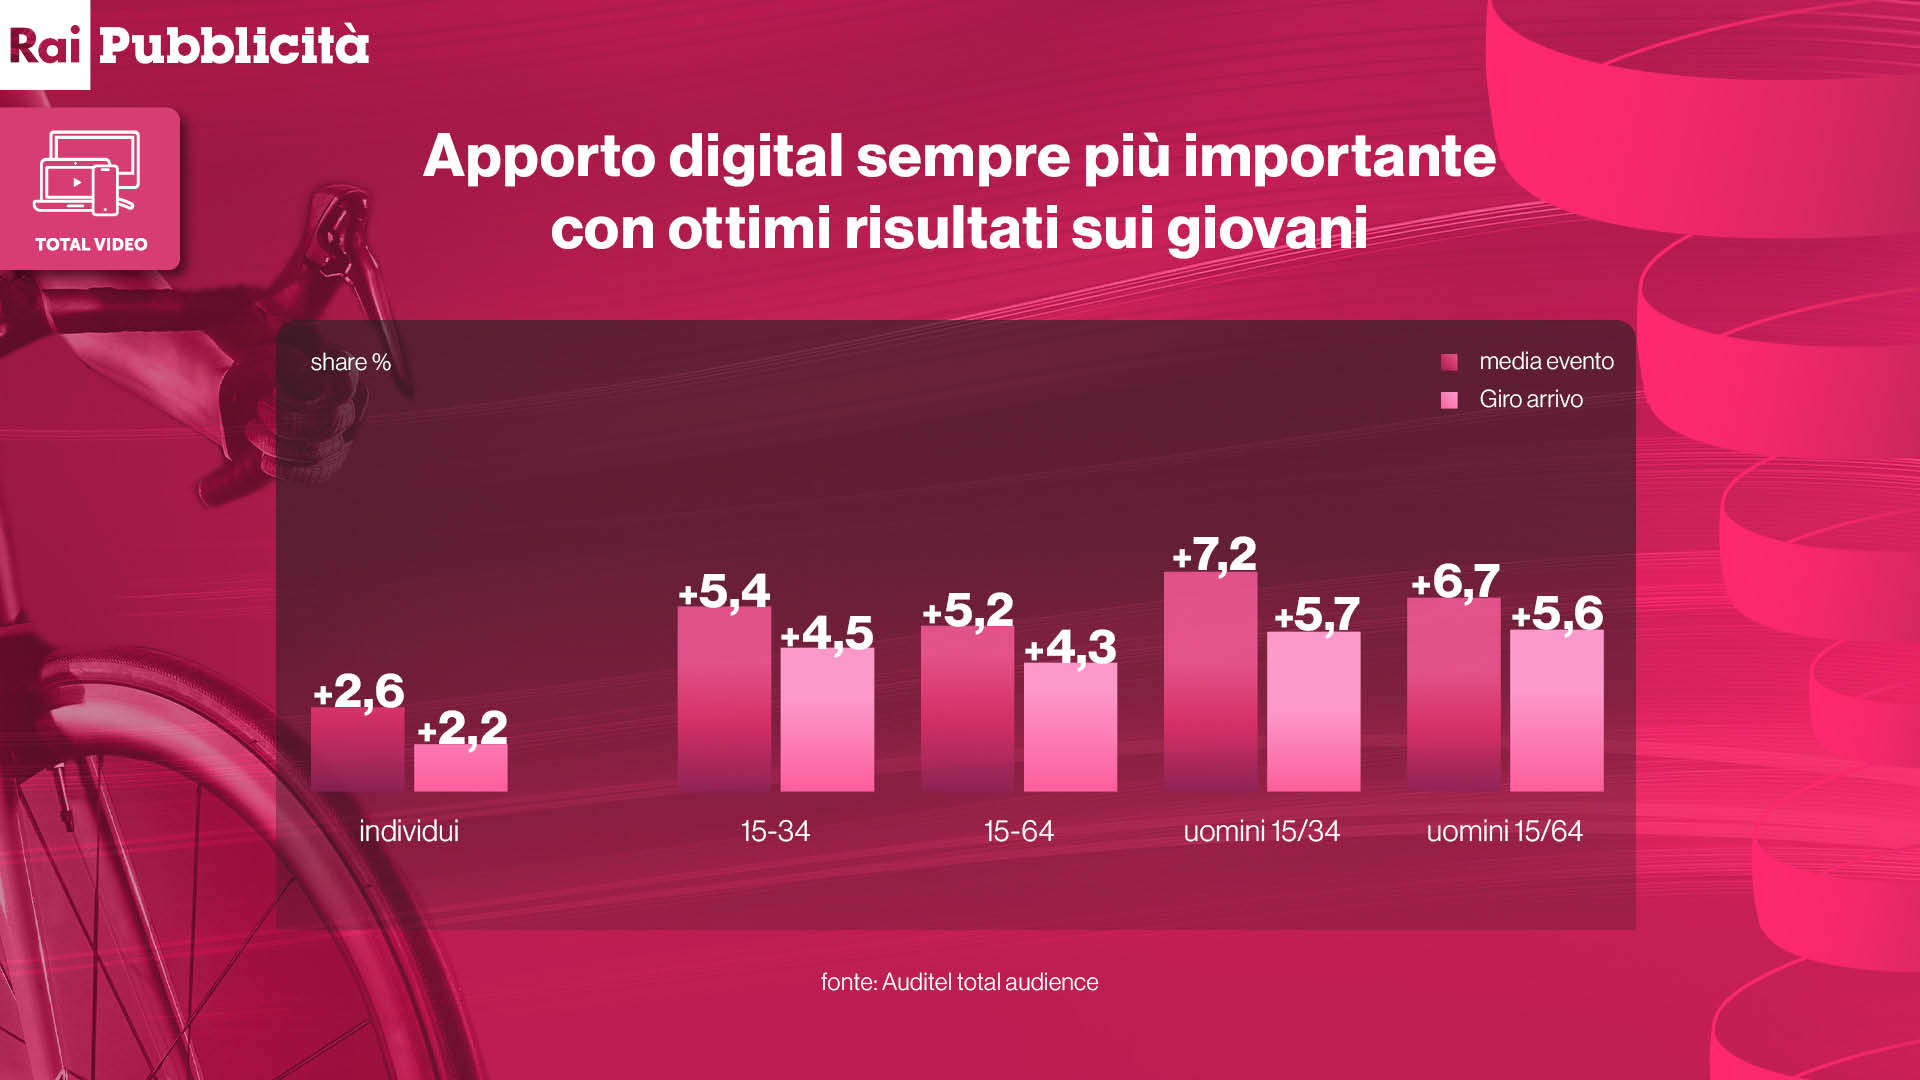 Rai Pubblicità
TOTAL VIDEO
Apporto digital sempre più importante
con ottimi risultati sui giovani
share %
media evento
Giro arrivo
+2,6
+2,2
+5,4
+4,5
+5,2
+4,3
+7,2
+5,7
+6,7
+5,6
individui
15-34
15-64
uomini 15/34
uomini 15/64
fonte: Auditel total audience